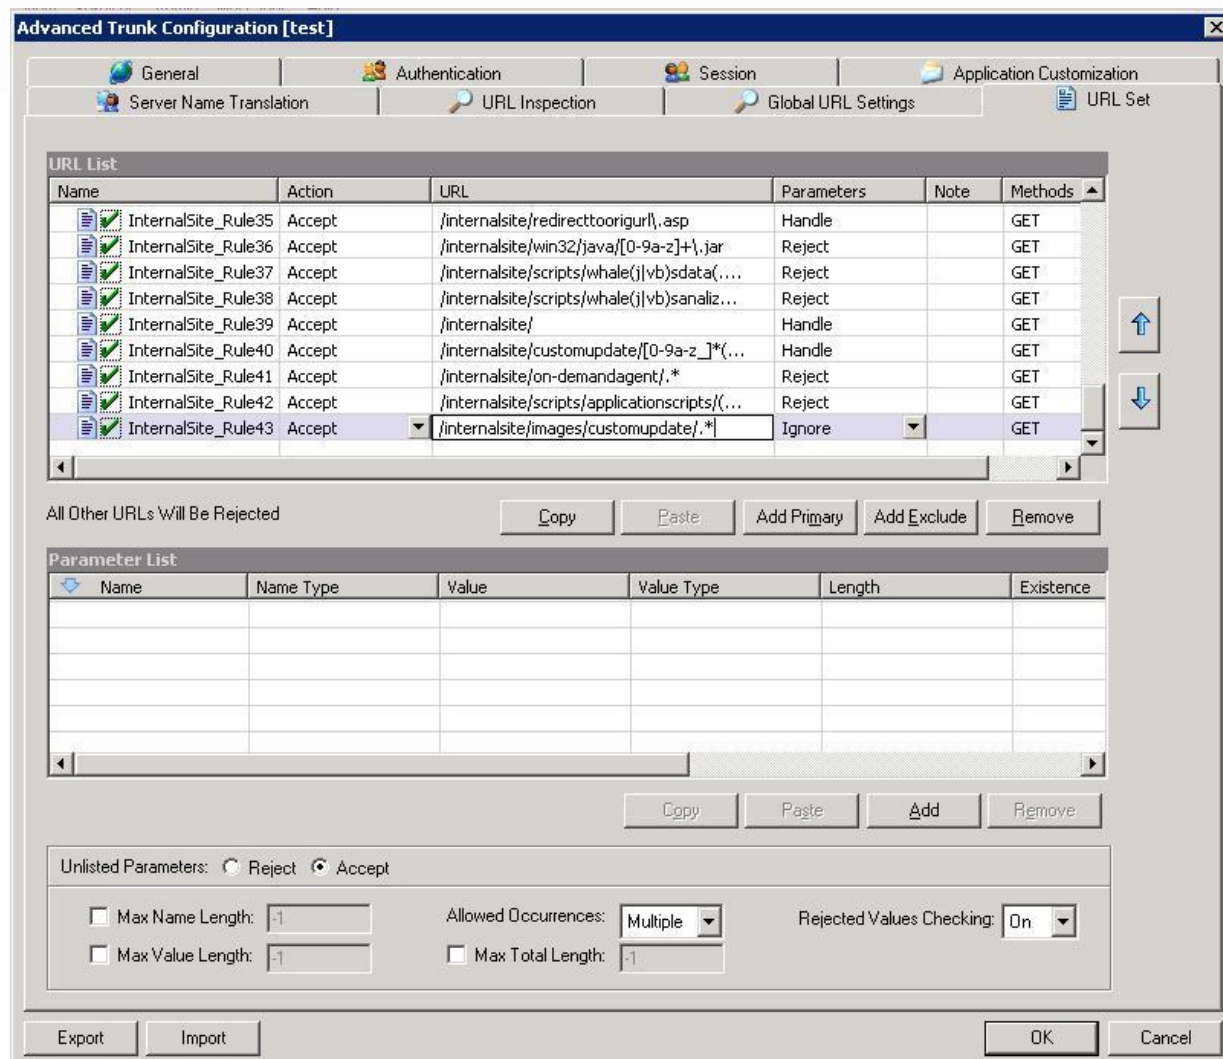 Advanced Trunk Configuration [test]
General Authentication Session Application Customization
Server Name Translation URL Inspection Global URL Settings URL Set
URL List
Name Action URL Parameters Note Methods
InternalSite_Rule35 Accept /internalsite/redirecttoorigurl\.asp Handle GET
InternalSite_Rule36 Accept /internalsite/win32/java/[0-9a-z]+\.jar Reject GET
InternalSite_Rule37 Accept /internalsite/scripts/whale(j|vb)sdata(.... Reject GET
InternalSite_Rule38 Accept /internalsite/scripts/whale(j|vb)sanaliz... Reject GET
InternalSite_Rule39 Accept /internalsite/ Handle GET
InternalSite_Rule40 Accept /internalsite/customupdate/[0-9a-z_]*(... Handle GET
InternalSite_Rule41 Accept /internalsite/on-demandagent/.* Reject GET
InternalSite_Rule42 Accept /internalsite/scripts/applicationscripts/(... Reject GET
InternalSite_Rule43 Accept /internalsite/images/customupdate/.* Ignore GET
All Other URLs Will Be Rejected Copy Paste Add Primary Add Exclude Remove
Parameter List
Name Name Type Value Value Type Length Existence
Copy Paste Add Remove
Unlisted Parameters: Reject Accept
Max Name Length: -1 Allowed Occurrences: Multiple Rejected Values Checking: On
Max Value Length: -1 Max Total Length: -1
Export Import OK Cancel